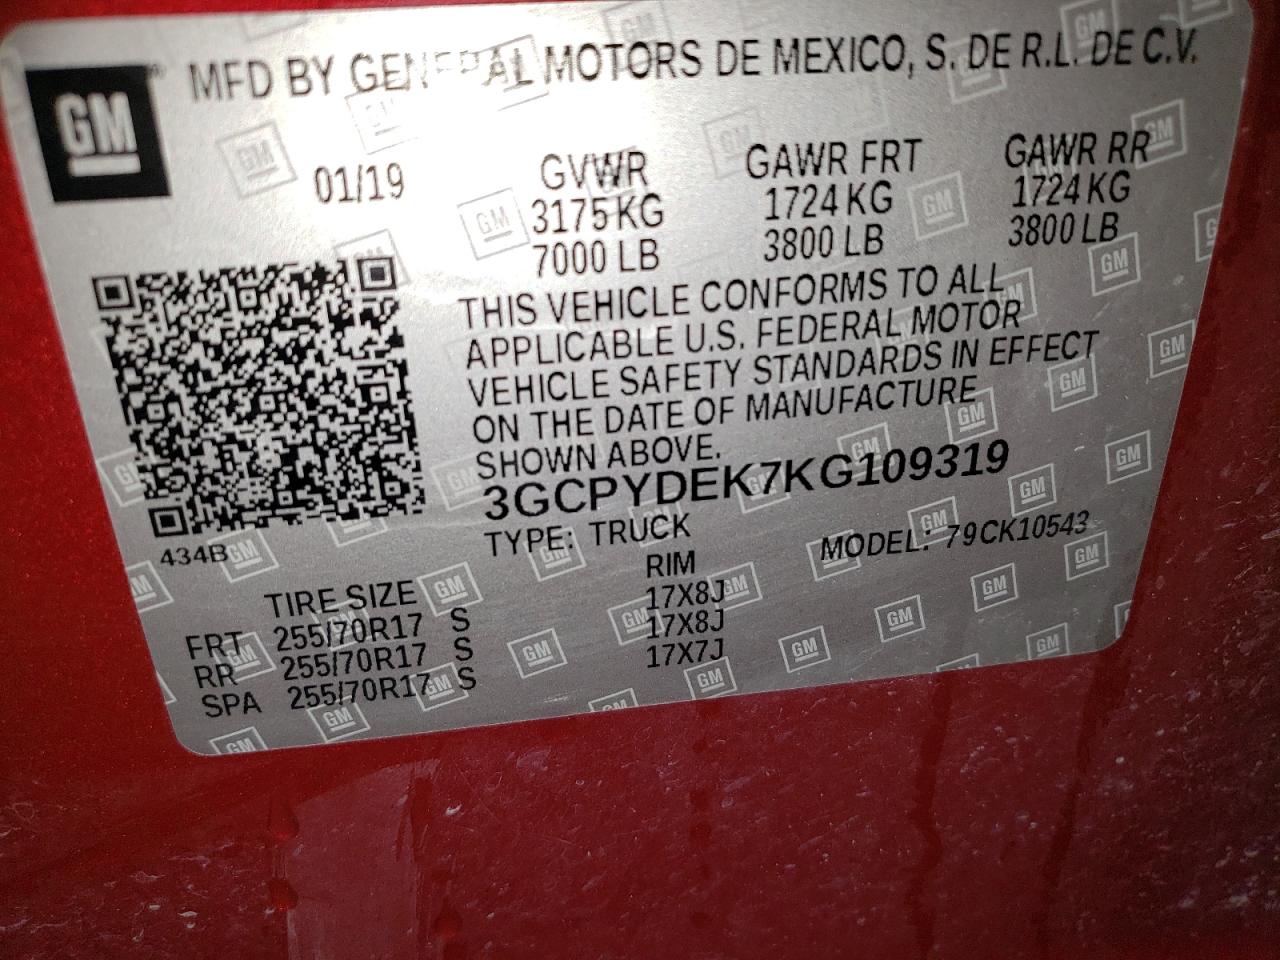 GM
MFD BY GENERAL MOTORS DE MEXICO, S. DE R.L. DE C.V.
01/19
GVWR GAWR FRT GAWR RR
3175 KG 1724 KG 1724 KG
7000 LB 3800 LB 3800 LB
THIS VEHICLE CONFORMS TO ALL
APPLICABLE U.S. FEDERAL MOTOR
VEHICLE SAFETY STANDARDS IN EFFECT
ON THE DATE OF MANUFACTURE
SHOWN ABOVE.
3GCPYDEK7KG109319
434B
TYPE: TRUCK MODEL: 79CK10543
TIRE SIZE RIM
FRT 255/70R17 S 17X8J
RR 255/70R17 S 17X8J
SPA 255/70R17 S 17X7J